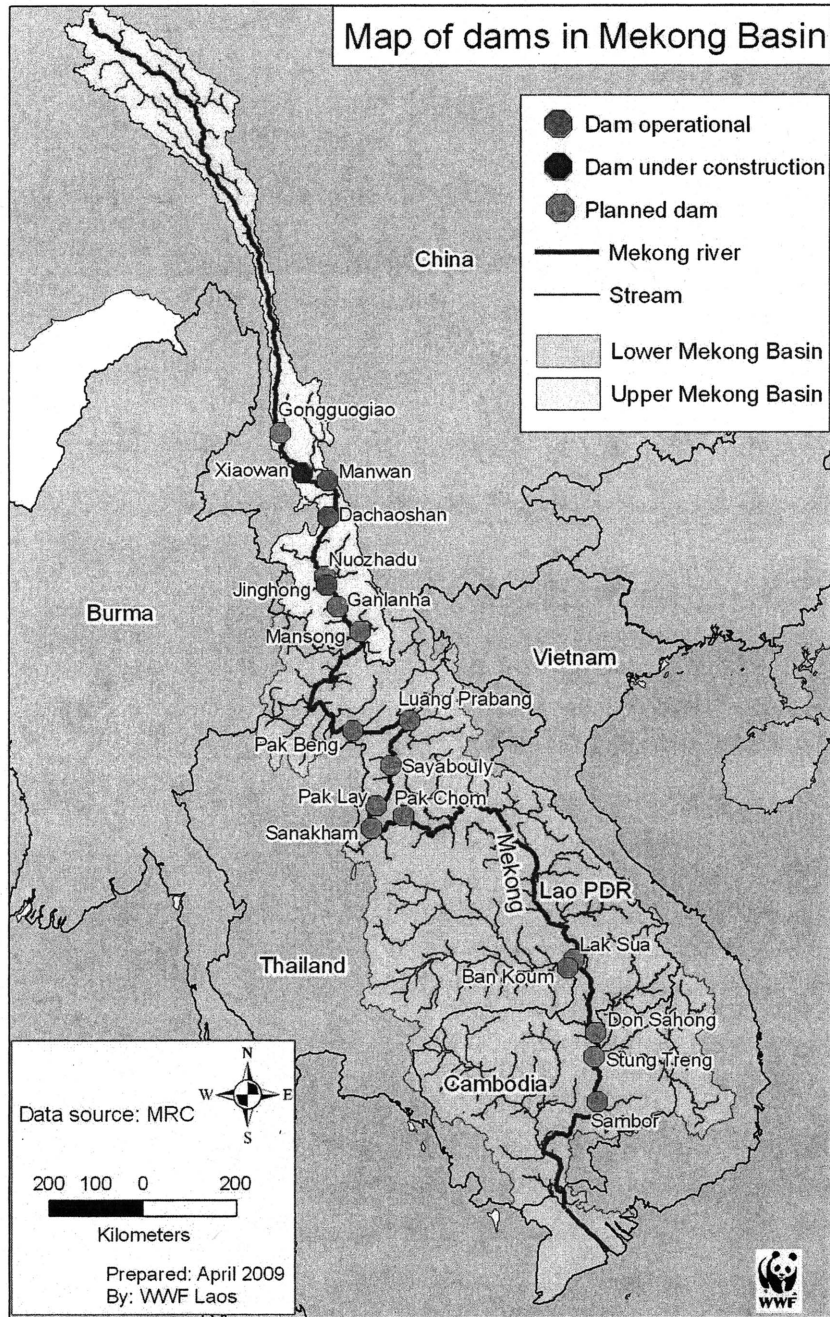 Map of dams in Mekong Basin
Dam operational
Dam under construction
Planned dam
Mekong river
Stream
Lower Mekong Basin
Upper Mekong Basin
China
Gongguogiao
Xiaowan
Manwan
Dachaoshan
Nuozhadu
Jinghong
Ganlanha
Burma
Mansong
Vietnam
Luang Prabang
Pak Beng
Sayabouly
Pak Lay
Pak Chom
Sanakham
Mekong
Lao PDR
Lak Sua
Thailand
Ban Koum
Don Sahong
Stung Treng
Cambodia
Sambor
N
W E
S
Data source: MRC
200 100 0 200
Kilometers
Prepared: April 2009
By: WWF Laos
WWF